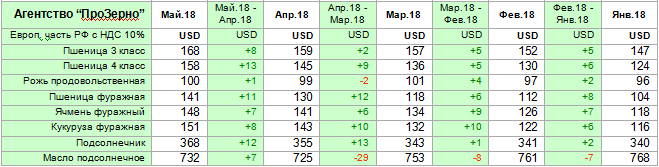 Агентство "ПроЗерно" Май.18 Май.18 - Апр.18 Апр.18 Апр.18 - Мар.18 Мар.18 Мар.18 - Фев.18 Фев.18 Фев.18 - Янв.18 Янв.18
Европ. часть РФ с НДС 10% USD USD USD USD USD USD USD USD USD
Пшеница 3 класс 168 +8 159 +2 157 +5 152 +5 147
Пшеница 4 класс 158 +13 145 +9 136 +5 130 +6 124
Рожь продовольственная 100 +1 99 -2 101 +4 97 +2 96
Пшеница фуражная 141 +11 130 +12 118 +6 112 +8 104
Ячмень фуражный 148 +7 141 +6 134 +9 126 +7 118
Кукуруза фуражная 151 +8 143 +10 132 +10 122 +6 116
Подсолнечник 368 +12 355 +13 343 +1 341 +2 340
Масло подсолнечное 732 +7 725 -29 753 -8 761 -7 768